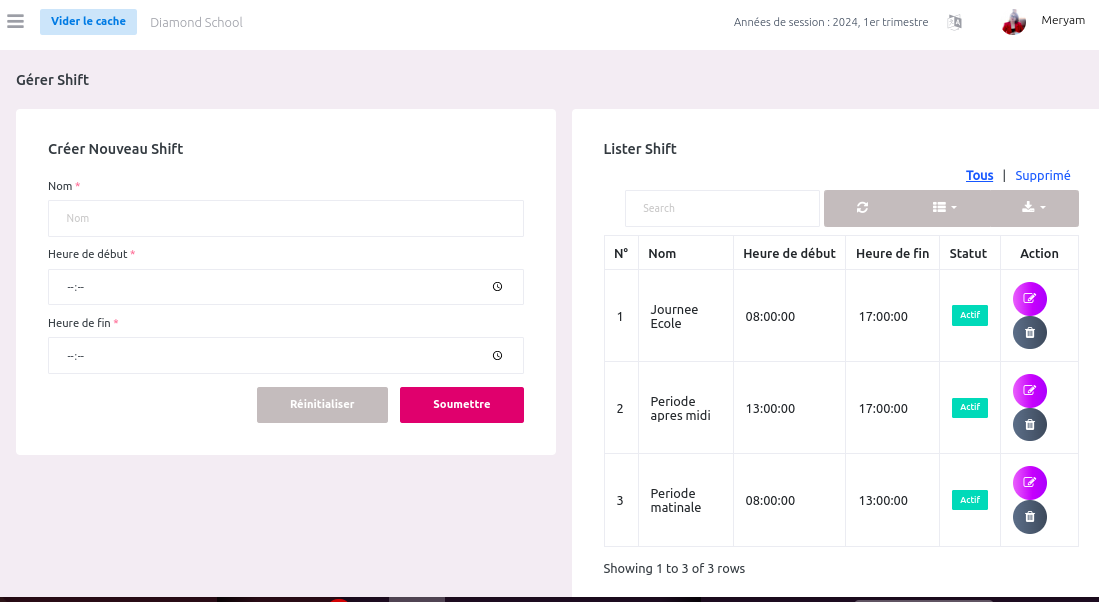 Vider le cache
Diamond School
Années de session : 2024, 1er trimestre
Meryam
Gérer Shift
Créer Nouveau Shift
Nom *
Nom
Heure de début *
--:--
Heure de fin *
--:--
Réinitialiser
Soumettre
Lister Shift
Tous | Supprimé
Search
N° Nom Heure de début Heure de fin Statut Action
1 Journee Ecole 08:00:00 17:00:00 Actif
2 Periode apres midi 13:00:00 17:00:00 Actif
3 Periode matinale 08:00:00 13:00:00 Actif
Showing 1 to 3 of 3 rows